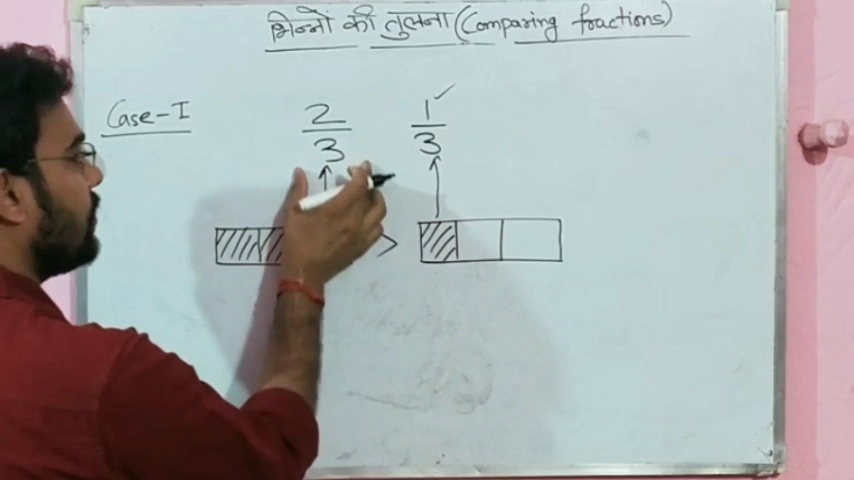 भिन्नों की तुलना (Comparing fractions)
Case-I
2/3 1/3 ✓
>